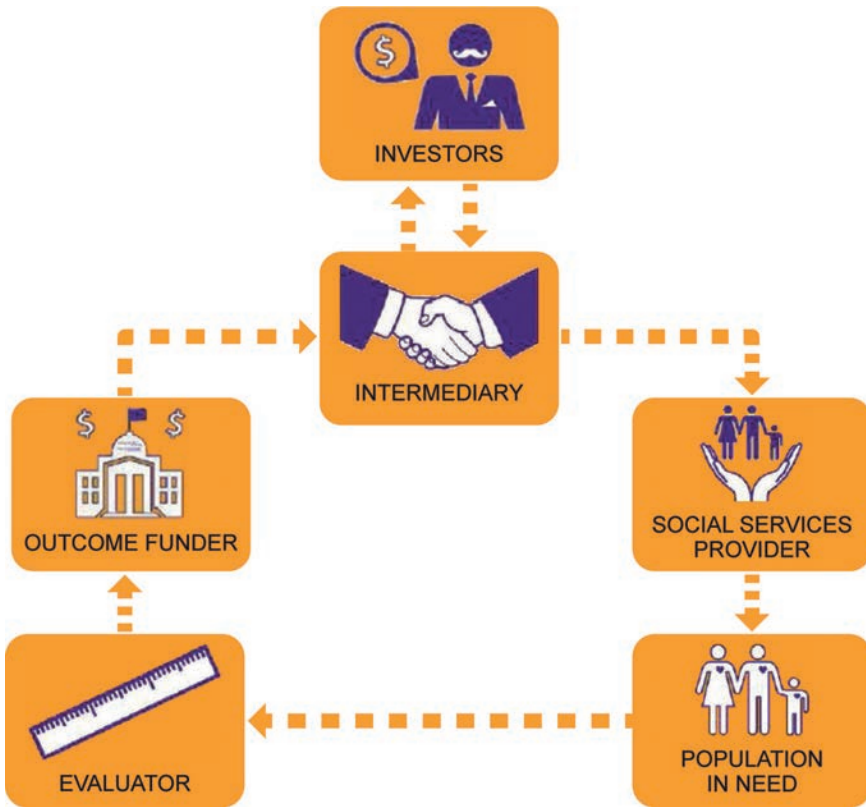 $
INVESTORS
INTERMEDIARY
$ $
OUTCOME FUNDER
SOCIAL SERVICES
PROVIDER
EVALUATOR
POPULATION
IN NEED